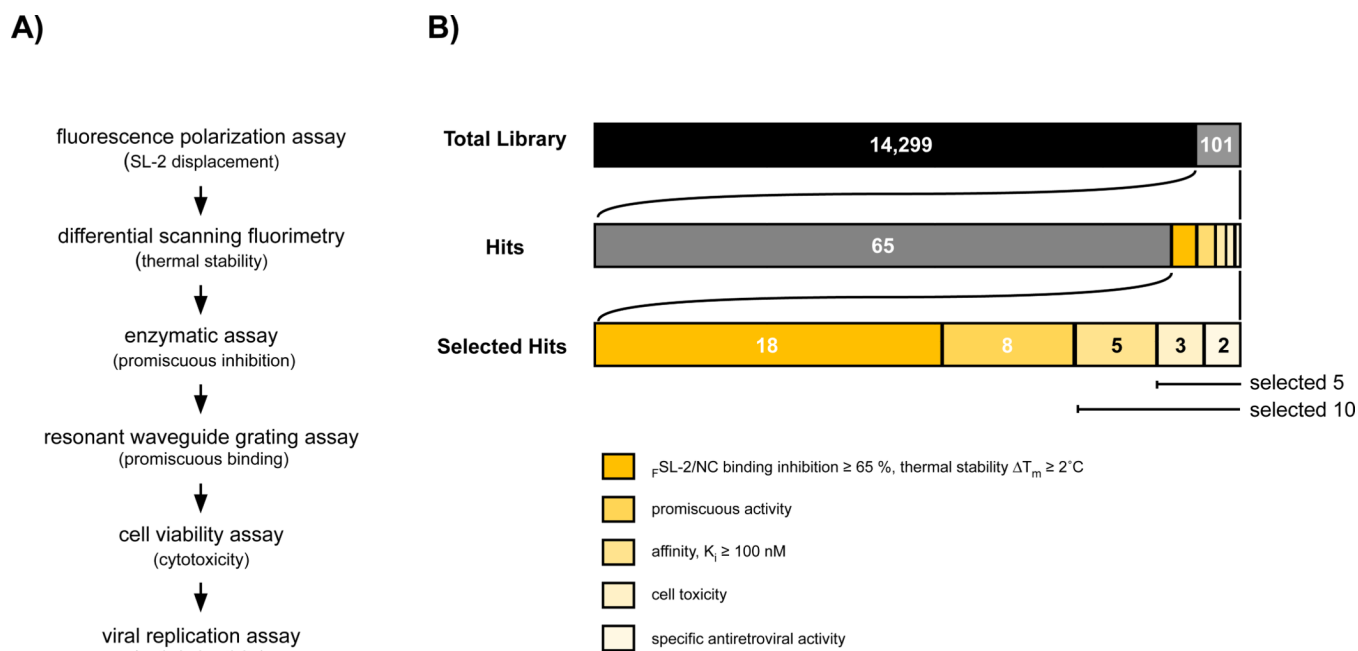 A)
B)
fluorescence polarization assay
(SL-2 displacement)
differential scanning fluorimetry
(thermal stability)
enzymatic assay
(promiscuous inhibition)
resonant waveguide grating assay
(promiscuous binding)
cell viability assay
(cytotoxicity)
viral replication assay
Total Library
14,299
101
Hits
65
Selected Hits
18
8
5
3
2
selected 5
selected 10
FSL-2/NC binding inhibition ≥ 65 %, thermal stability ΔTm ≥ 2°C
promiscuous activity
affinity, Ki ≥ 100 nM
cell toxicity
specific antiretroviral activity